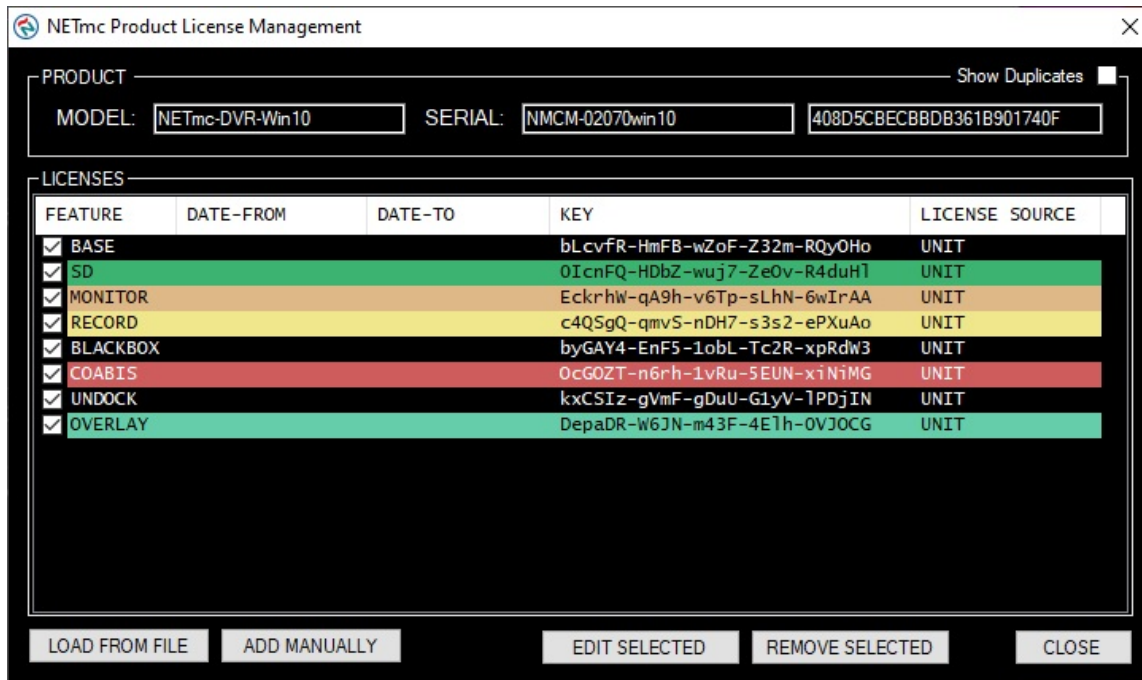 NETmc Product License Management
PRODUCT Show Duplicates
MODEL: NETmc-DVR-Win10 SERIAL: NMCM-02070win10 408D5CBECBBDB361B901740F
LICENSES
FEATURE DATE-FROM DATE-TO KEY LICENSE SOURCE
BASE bLcvfR-HmFB-wZoF-Z32m-RQyOHo UNIT
SD OIcnFQ-HDbZ-wuj7-ZeOv-R4duHl UNIT
MONITOR EckrhW-qA9h-v6Tp-sLhN-6wIrAA UNIT
RECORD c4QSgQ-qmvS-nDH7-s3s2-ePXuAo UNIT
BLACKBOX byGAY4-EnF5-1obL-Tc2R-xpRdW3 UNIT
COABIS OcGOZT-n6rh-1vRu-5EUN-xiNiMG UNIT
UNDOCK kxCSIz-gVmF-gDuU-G1yV-lPDjIN UNIT
OVERLAY DepaDR-W6JN-m43F-4Elh-OVJOCG UNIT
LOAD FROM FILE ADD MANUALLY EDIT SELECTED REMOVE SELECTED CLOSE